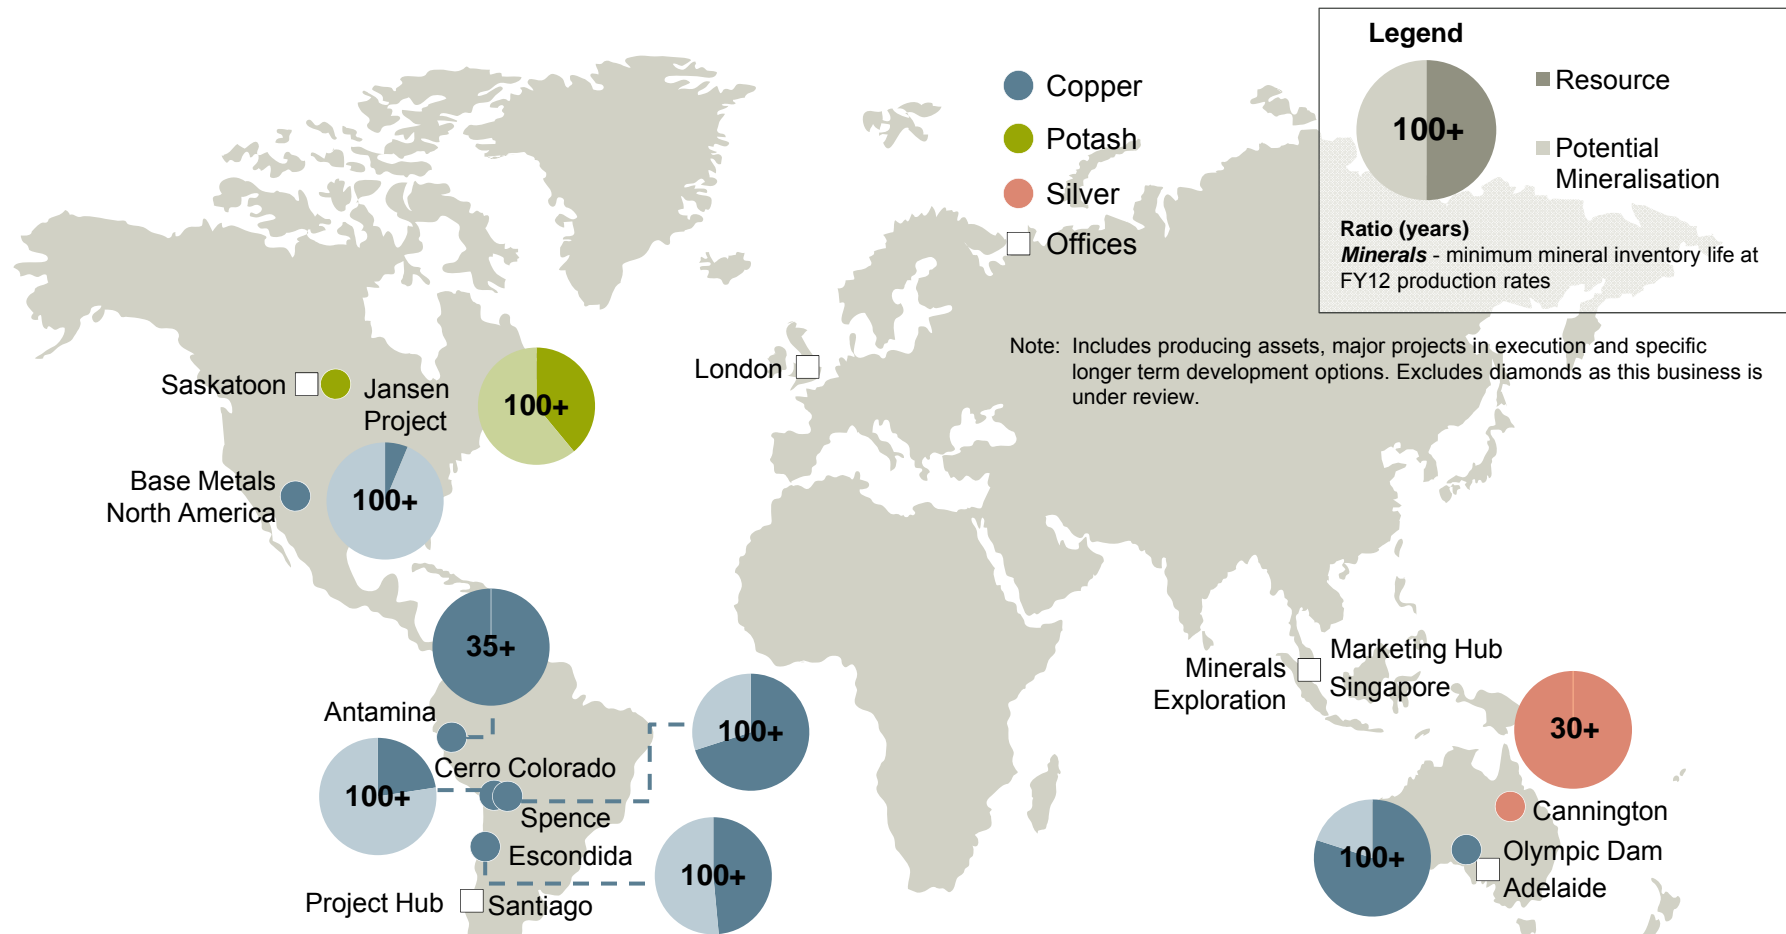 Legend
100+
Resource
Potential
Mineralisation
Ratio (years)
Minerals - minimum mineral inventory life at
FY12 production rates
Copper
Potash
Silver
Offices
Note: Includes producing assets, major projects in execution and specific
longer term development options. Excludes diamonds as this business is
under review.
London
Saskatoon
Jansen
Project
100+
Base Metals
North America
100+
35+
Antamina
100+
Cerro Colorado
Spence
100+
Escondida
100+
Project Hub
Santiago
Minerals
Exploration
Marketing Hub
Singapore
30+
Cannington
100+
Olympic Dam
Adelaide